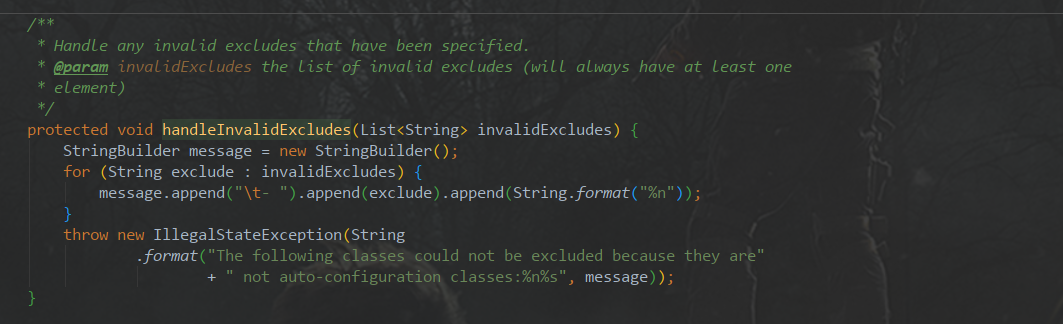 /**
 * Handle any invalid excludes that have been specified.
 * @param invalidExcludes the list of invalid excludes (will always have at least one
 * element)
 */
protected void handleInvalidExcludes(List<String> invalidExcludes) {
    StringBuilder message = new StringBuilder();
    for (String exclude : invalidExcludes) {
        message.append("\t- ").append(exclude).append(String.format("%n"));
    }
    throw new IllegalStateException(String
            .format("The following classes could not be excluded because they are"
                    + " not auto-configuration classes:%n%s", message));
}